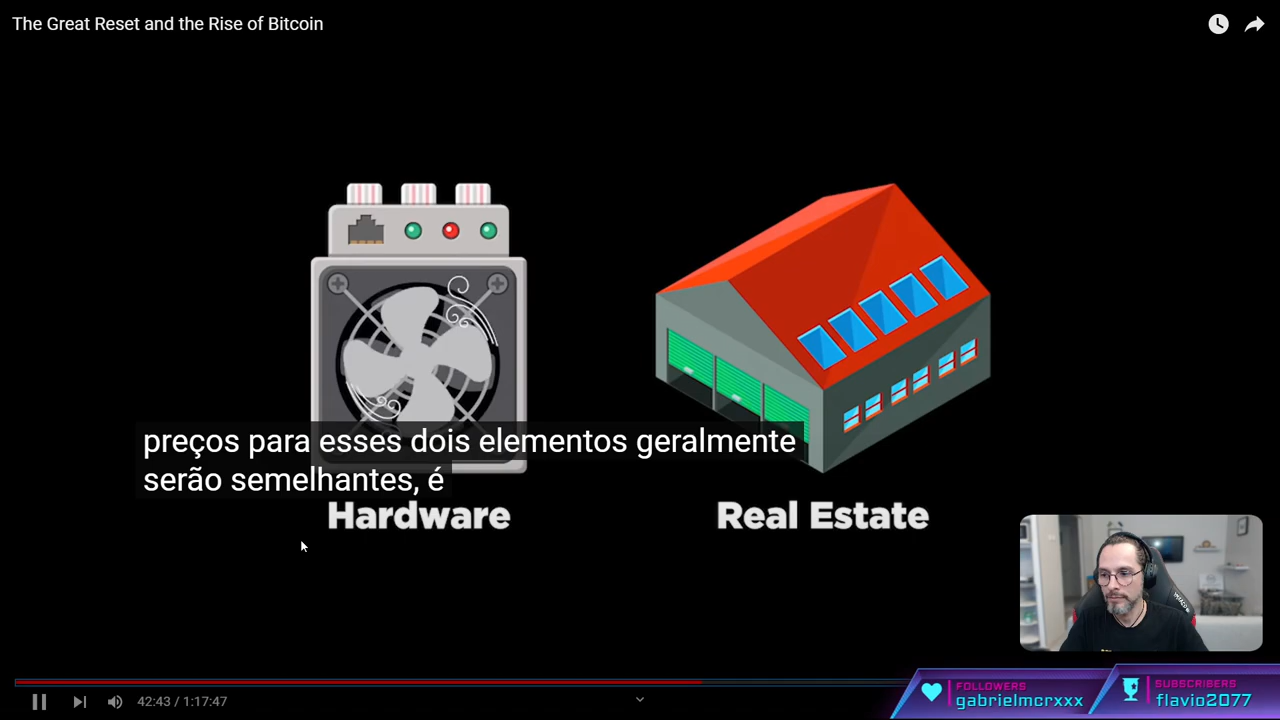 The Great Reset and the Rise of Bitcoin
preços para esses dois elementos geralmente
serão semelhantes, é
Hardware
Real Estate
42:43 / 1:17:47
FOLLOWERS
gabrielmcrxxx
SUBSCRIBERS
flavio2077